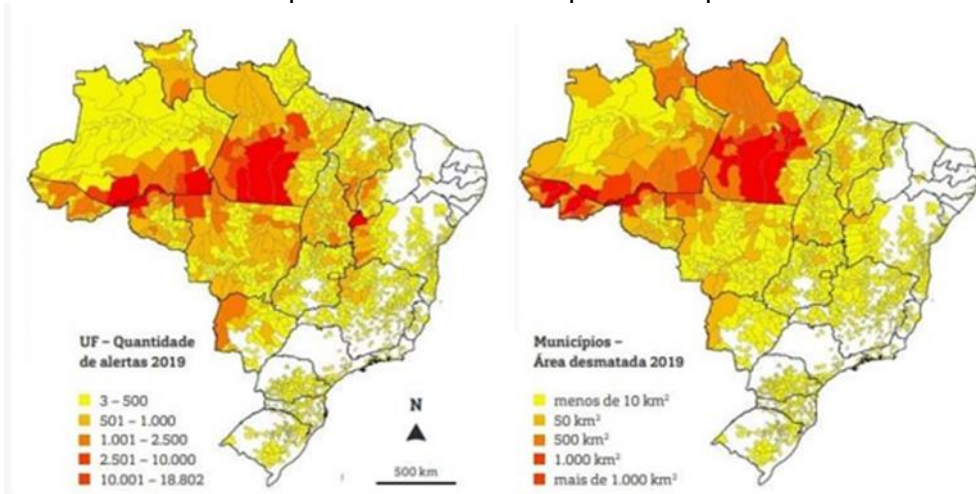 UF – Quantidade
de alertas 2019
3 – 500
501 – 1.000
1.001 – 2.500
2.501 – 10.000
10.001 – 18.802
N
500 km
Municípios –
Área desmatada 2019
menos de 10 km²
50 km²
500 km²
1.000 km²
mais de 1.000 km²